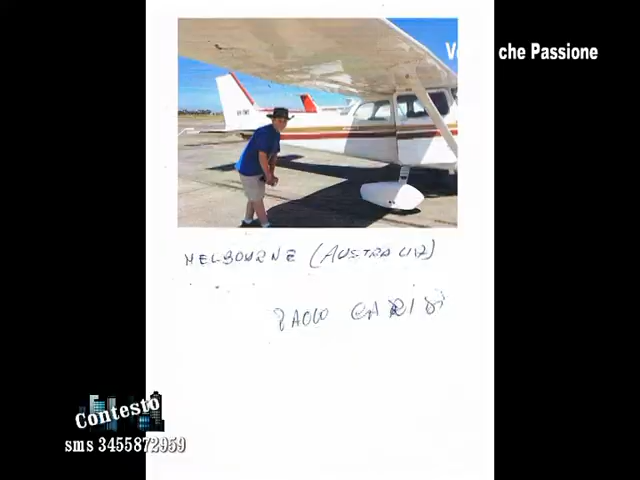 che Passione
MELBOURNE (AUSTRALIA)
PAOLO
Contesto
sms 3455872959